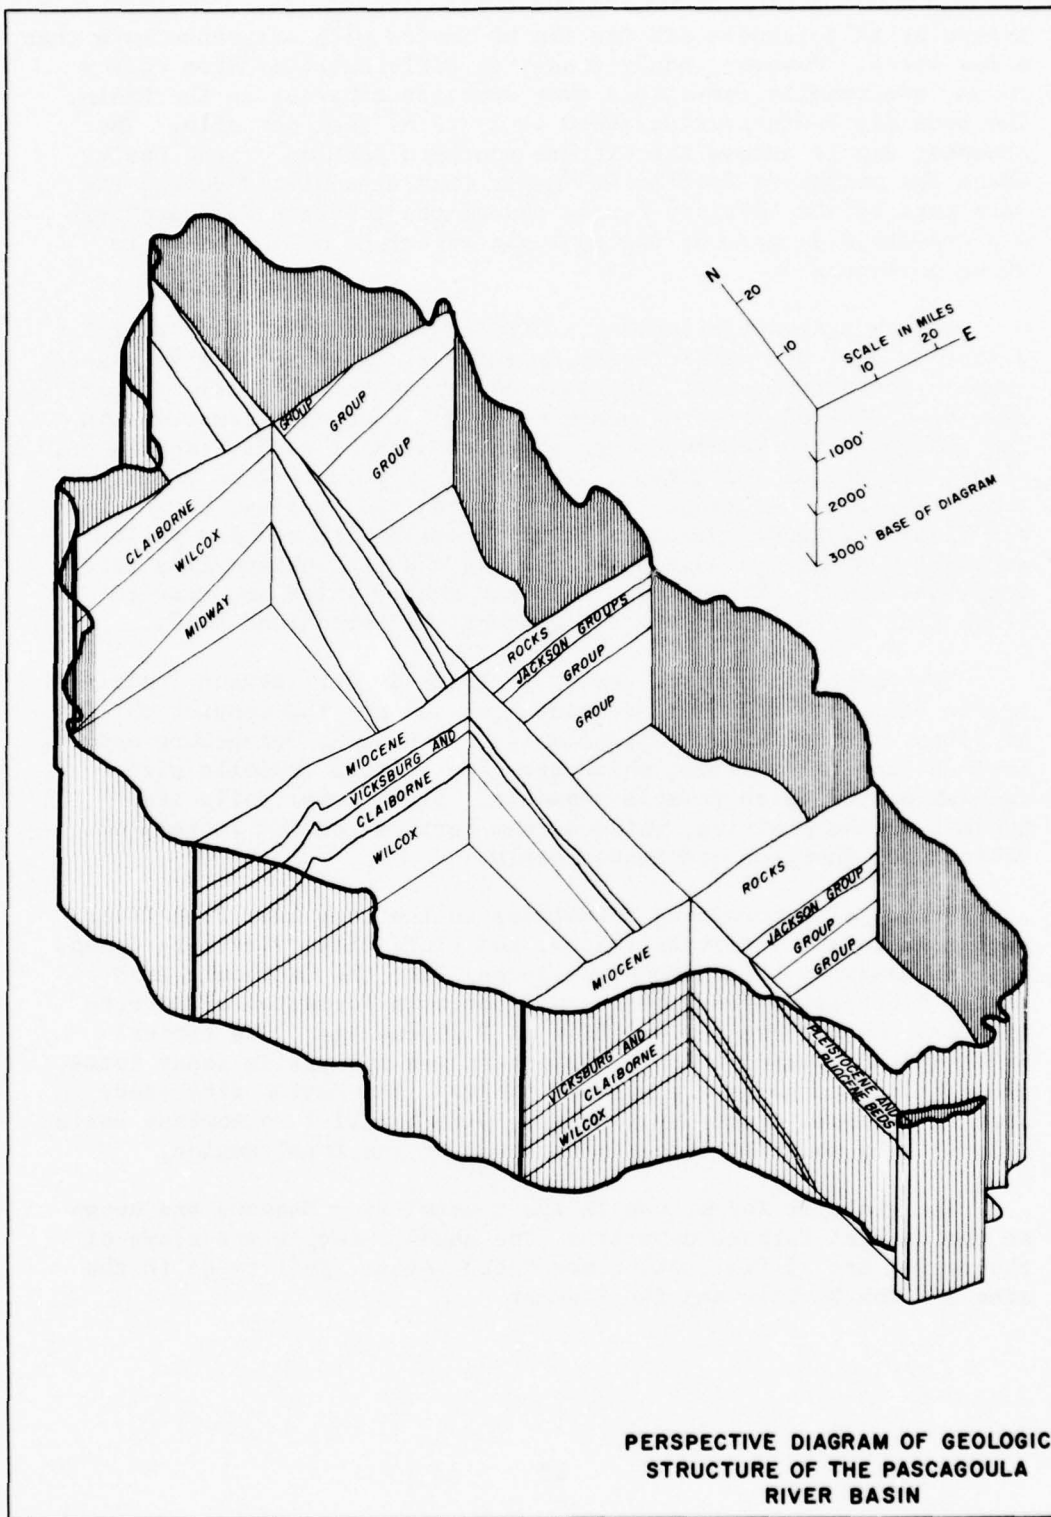 N
20
10
SCALE IN MILES
10
20
E
1000'
2000'
3000' BASE OF DIAGRAM
GROUP
GROUP
GROUP
CLAIBORNE
WILCOX
MIDWAY
ROCKS
JACKSON GROUPS
GROUP
GROUP
MIOCENE
VICKSBURG AND
CLAIBORNE
WILCOX
ROCKS
JACKSON GROUP
GROUP
GROUP
MIOCENE
VICKSBURG AND
CLAIBORNE
WILCOX
PLEISTOCENE AND
PLIOCENE BEDS
PERSPECTIVE DIAGRAM OF GEOLOGIC
STRUCTURE OF THE PASCAGOULA
RIVER BASIN